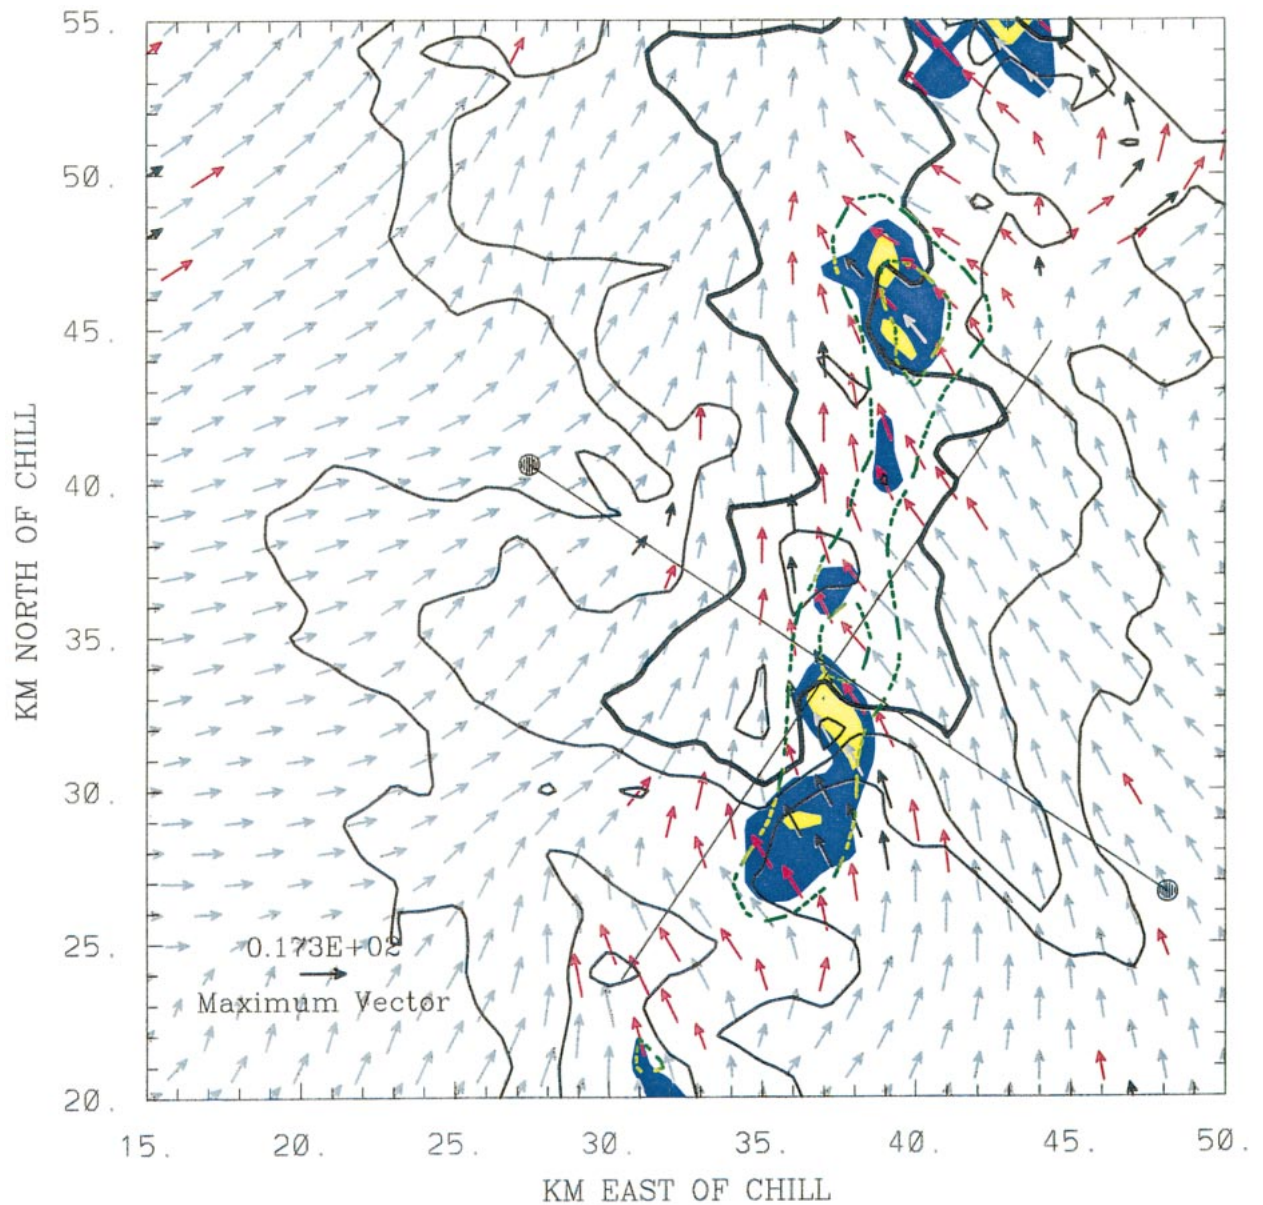 55.
50.
45.
40.
35.
30.
25.
20.
KM NORTH OF CHILL
0.173E+02
Maximum Vector
15. 20. 25. 30. 35. 40. 45. 50.
KM EAST OF CHILL